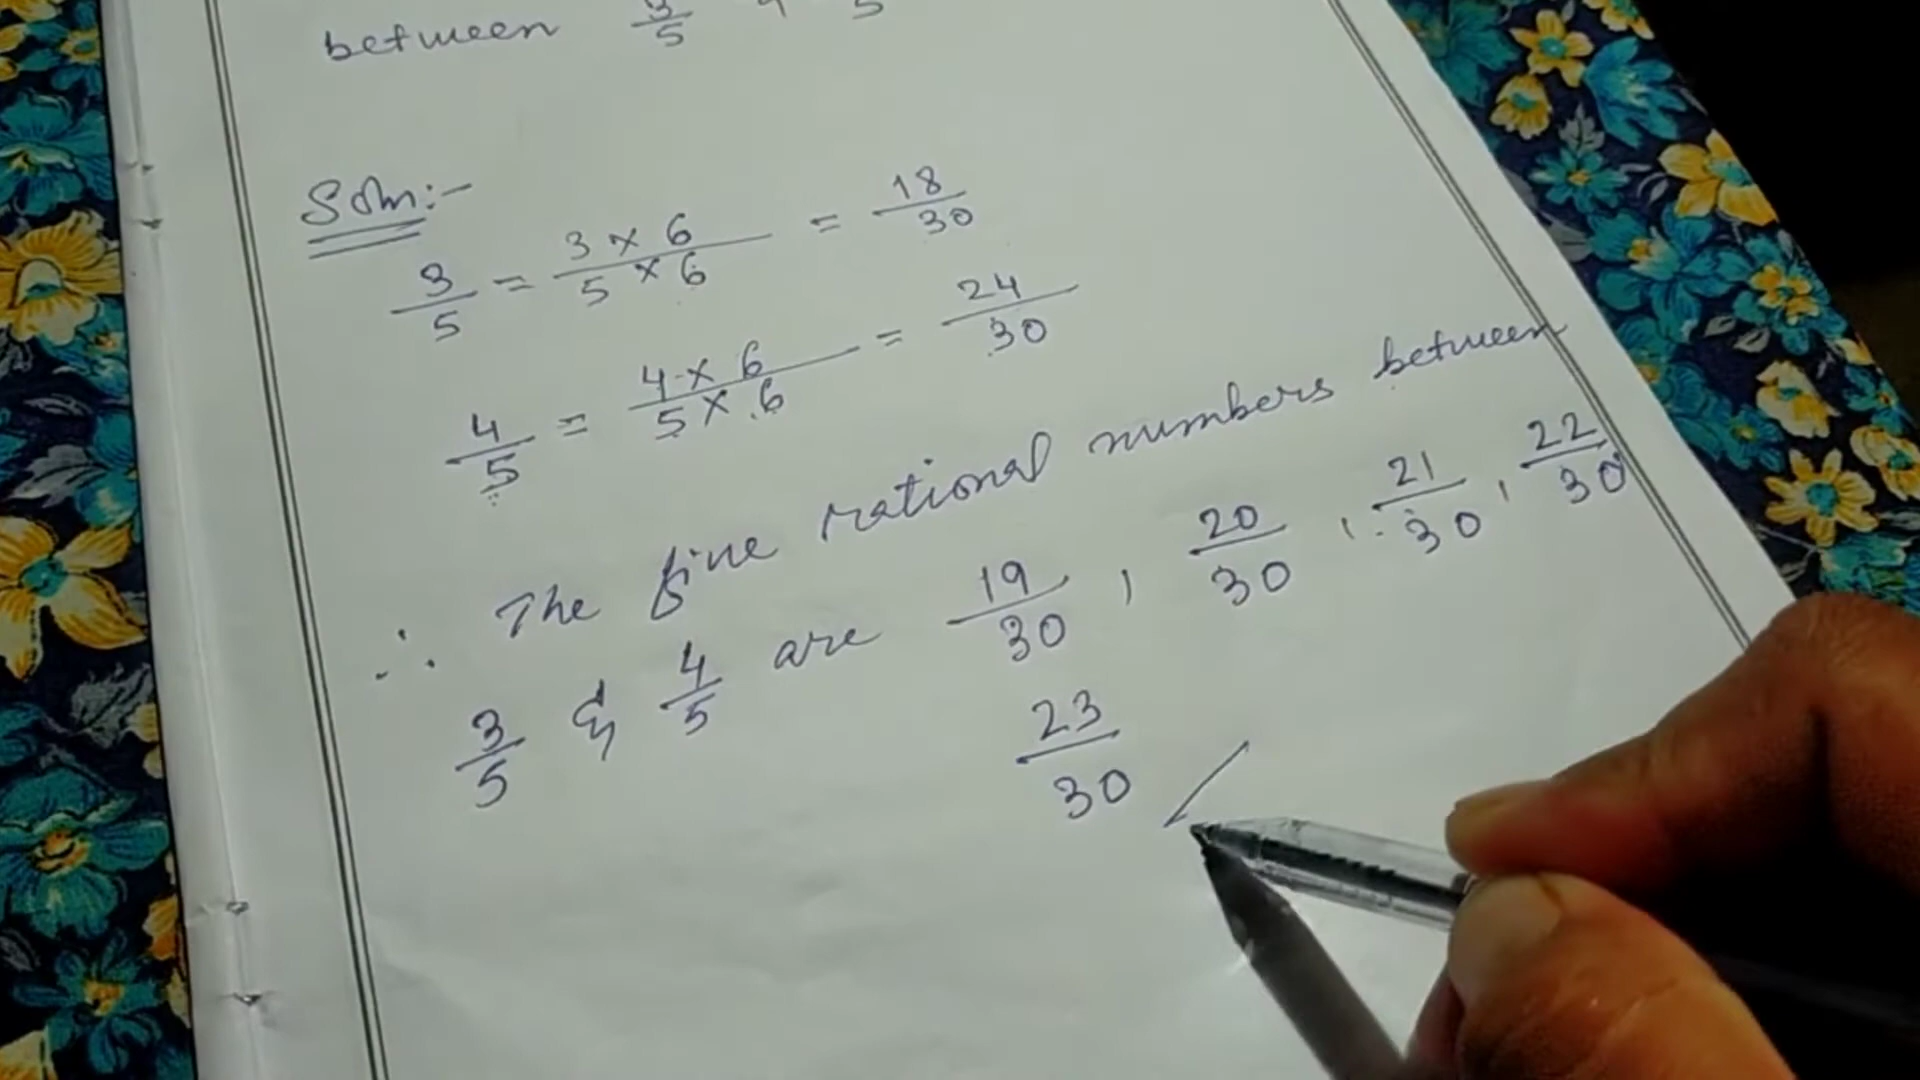 between 3/5 5
Soln:-
3/5 = 3 × 6 / 5 × 6 = 18/30
4/5 = 4 × 6 / 5 × 6 = 24/30
∴ The five rational numbers between
3/5 & 4/5 are 19/30, 20/30, 21/30, 22/30
23/30